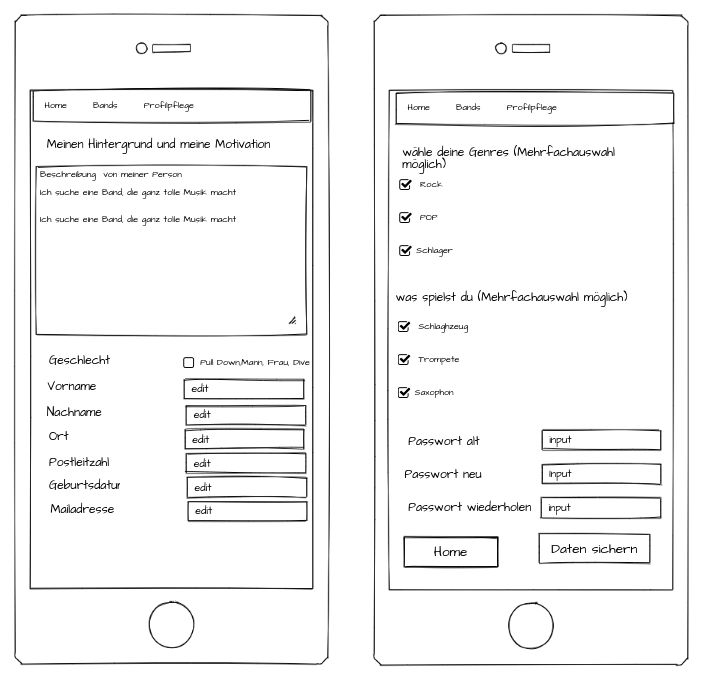 Home Bands Profilpflege
Meinen Hintergrund und meine Motivation
Beschreibung von meiner Person
ich suche eine Band, die ganz tolle Musik macht
ich suche eine Band, die ganz tolle Musik macht
Geschlecht Pull Down,Mann, Frau, Dive
Vorname edit
Nachname edit
Ort edit
Postleitzahl edit
Geburtsdatur edit
Mailadresse edit
Home Bands Profilpflege
wähle deine Genres (Mehrfachauswahl
möglich)
Rock
POP
Schlager
was spielst du (Mehrfachauswahl möglich)
Schlaghzeug
Trompete
Saxophon
Passwort alt input
Passwort neu input
Passwort wiederholen input
Home Daten sichern